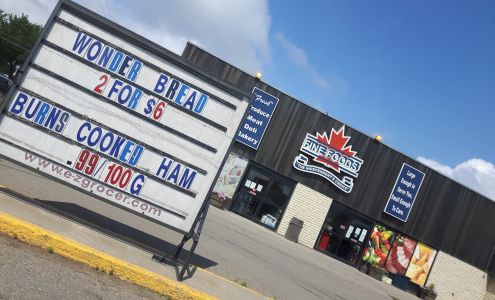 WONDER BREAD
2 FOR $6
BURNS COOKED HAM
.99/100G
www.ezgrocer.com
Fresh
Produce
Meat
Deli
Bakery
FINE FOODS
Large
Enough to
Serve You,
Small Enough
To Care.